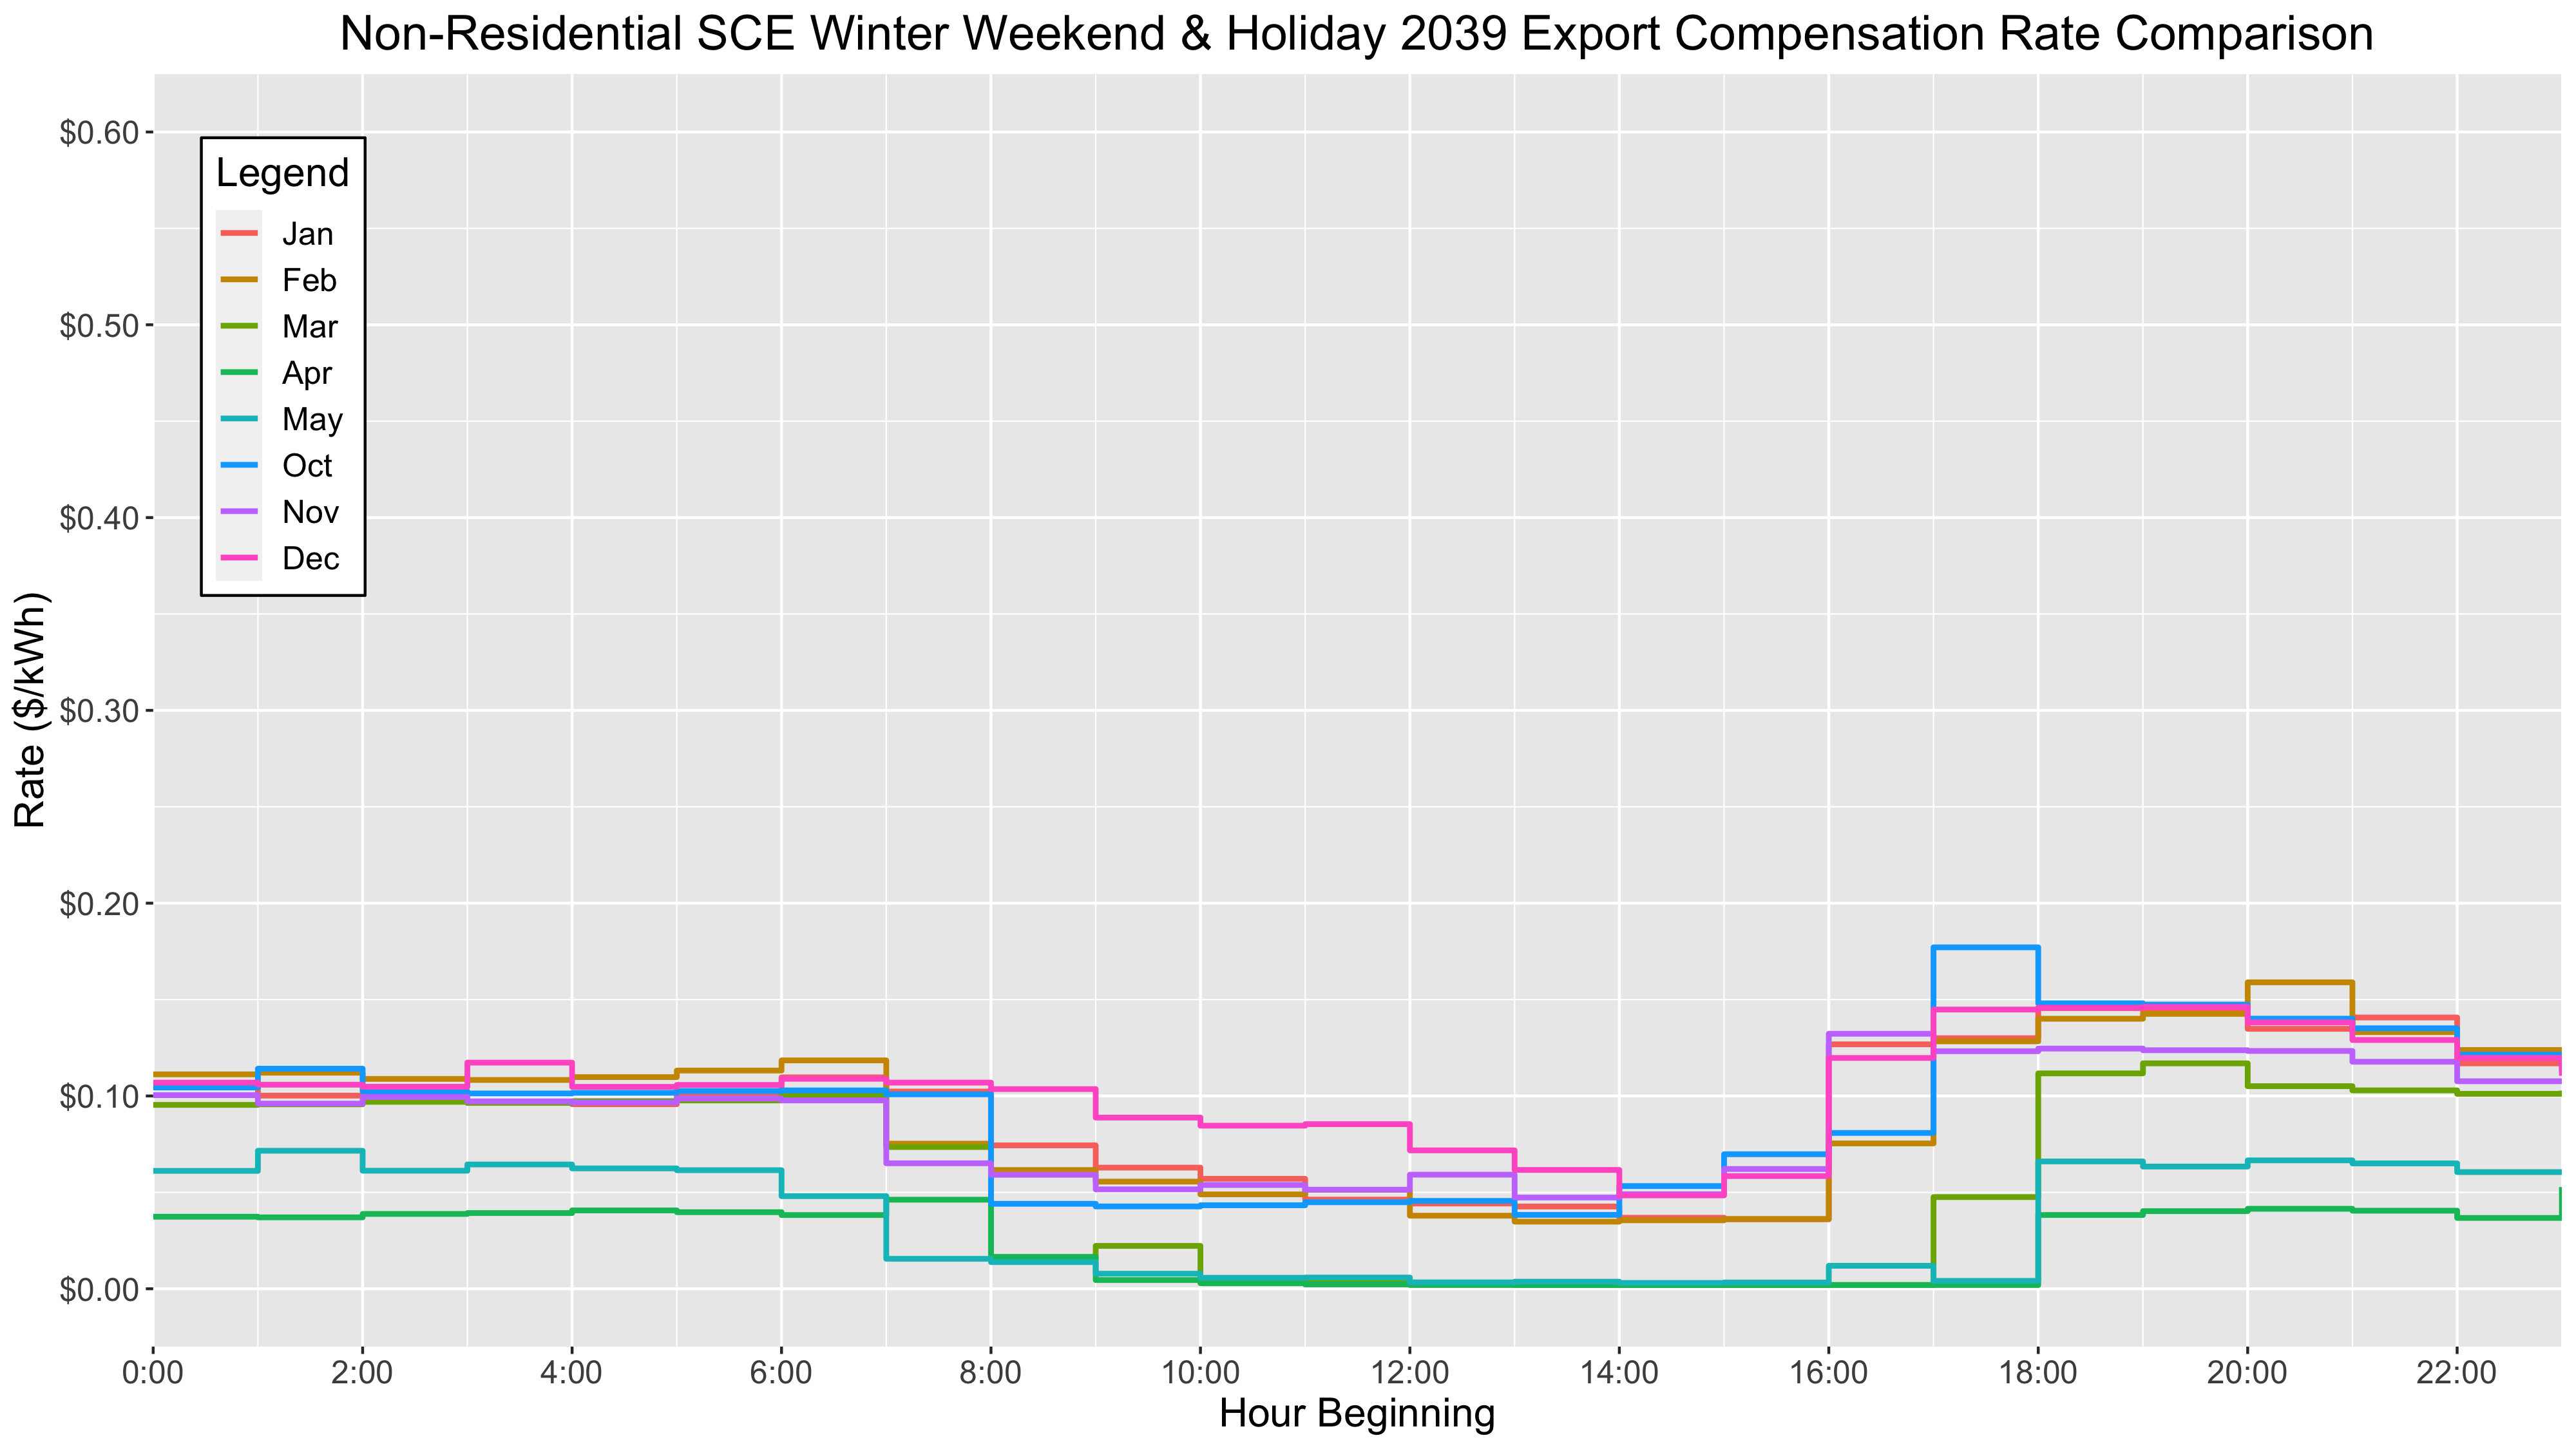 Non-Residential SCE Winter Weekend & Holiday 2039 Export Compensation Rate Comparison
$0.60
$0.50
$0.40
$0.30
$0.20
$0.10
$0.00
Rate ($/kWh)
Legend
Jan
Feb
Mar
Apr
May
Oct
Nov
Dec
0:00 2:00 4:00 6:00 8:00 10:00 12:00 14:00 16:00 18:00 20:00 22:00
Hour Beginning